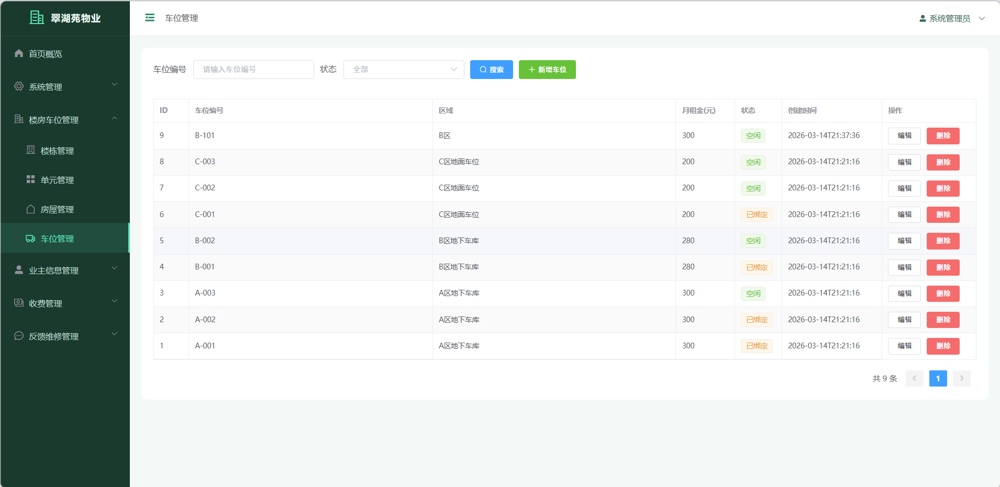 翠湖苑物业
首页概览
系统管理
楼房车位管理
楼栋管理
单元管理
房屋管理
车位管理
业主信息管理
收费管理
反馈维修管理
车位管理
系统管理员
车位编号 请输入车位编号 状态 全部 搜索 新增车位
ID 车位编号 区域 月租金(元) 状态 创建时间 操作
9 B-101 B区 300 空闲 2026-03-14T21:37:36 编辑 删除
8 C-003 C区地面车位 200 空闲 2026-03-14T21:21:16 编辑 删除
7 C-002 C区地面车位 200 空闲 2026-03-14T21:21:16 编辑 删除
6 C-001 C区地面车位 200 已绑定 2026-03-14T21:21:16 编辑 删除
5 B-002 B区地下车库 280 空闲 2026-03-14T21:21:16 编辑 删除
4 B-001 B区地下车库 280 已绑定 2026-03-14T21:21:16 编辑 删除
3 A-003 A区地下车库 300 空闲 2026-03-14T21:21:16 编辑 删除
2 A-002 A区地下车库 300 已绑定 2026-03-14T21:21:16 编辑 删除
1 A-001 A区地下车库 300 已绑定 2026-03-14T21:21:16 编辑 删除
共 9 条 1